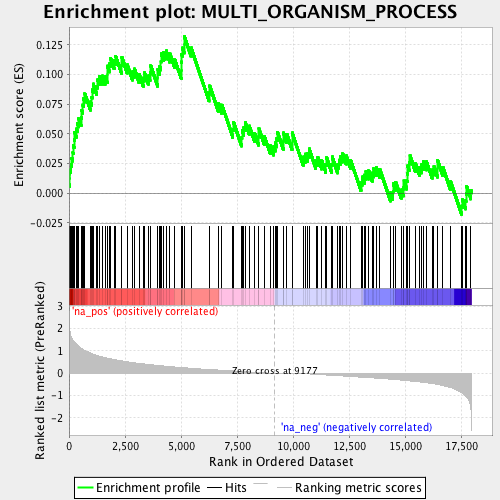 Enrichment plot: MULTI_ORGANISM_PROCESS
Enrichment score (ES)
0.125
0.100
0.075
0.050
0.025
0.000
-0.025
'na_pos' (positively correlated)
Ranked list metric (PreRanked)
3
2
1
0
-1
-2
Zero cross at 9177
'na_neg' (negatively correlated)
0
2,500
5,000
7,500
10,000
12,500
15,000
17,500
Rank in Ordered Dataset
Enrichment profile
Hits
Ranking metric scores